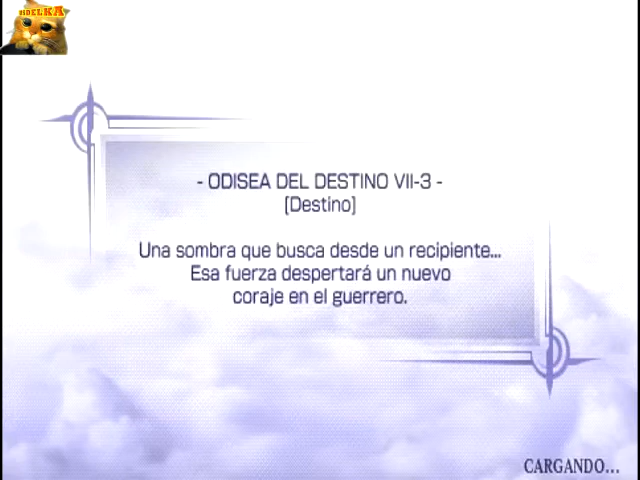 SIDELKA
- ODISEA DEL DESTINO VII-3 -
[Destino]
Una sombra que busca desde un recipiente...
Esa fuerza despertará un nuevo
coraje en el guerrero.
CARGANDO...